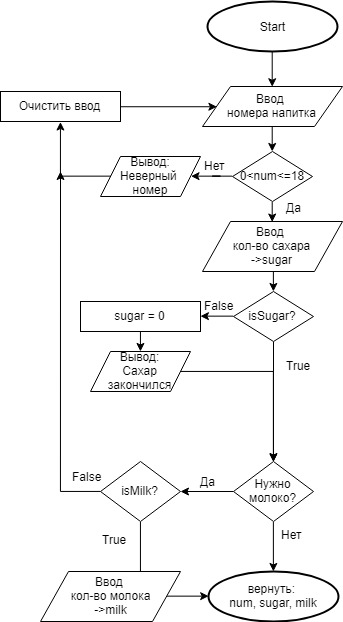 Start
Очистить ввод
Ввод
номера напитка
Вывод:
Неверный
номер
Нет
0<num<=18
Да
Ввод
кол-во сахара
->sugar
sugar = 0
False
isSugar?
Вывод:
Сахар
закончился
True
False
isMilk?
Да
Нужно
молоко?
True
Нет
Ввод
кол-во молока
->milk
вернуть:
num, sugar, milk